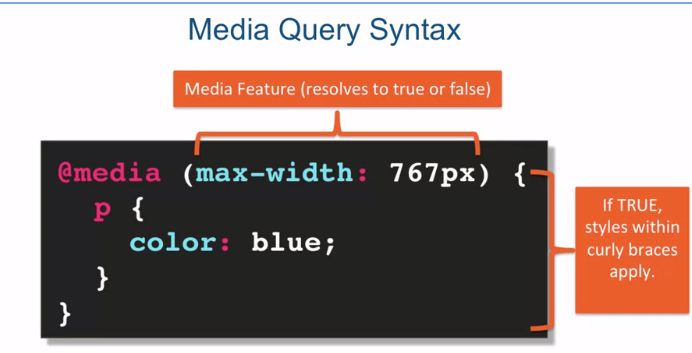 Media Query Syntax
Media Feature (resolves to true or false)
@media (max-width: 767px) {
p {
color: blue;
}
}
If TRUE,
styles within
curly braces
apply.